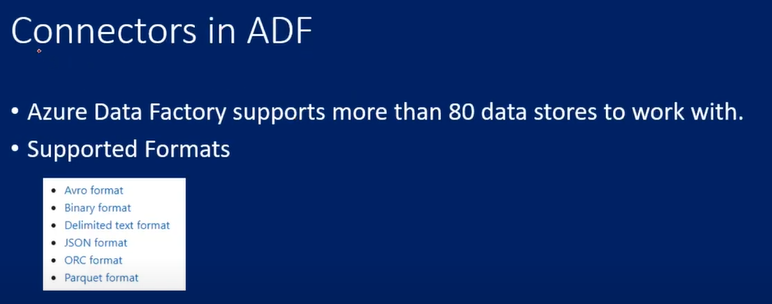 Connectors in ADF
• Azure Data Factory supports more than 80 data stores to work with.
• Supported Formats
• Avro format
• Binary format
• Delimited text format
• JSON format
• ORC format
• Parquet format